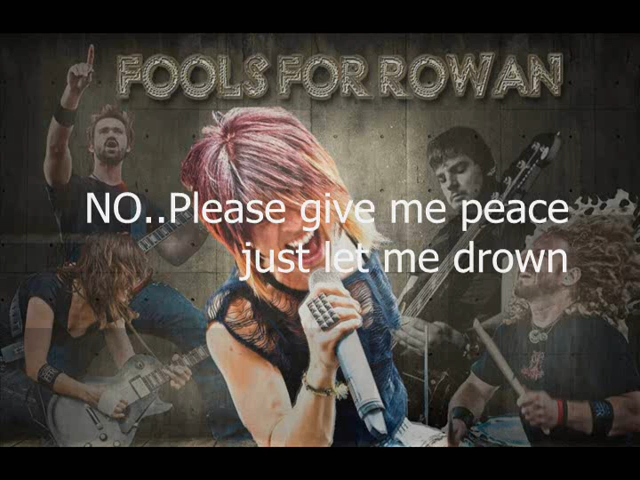 FOOLS FOR ROWAN
NO..Please give me peace
just let me drown